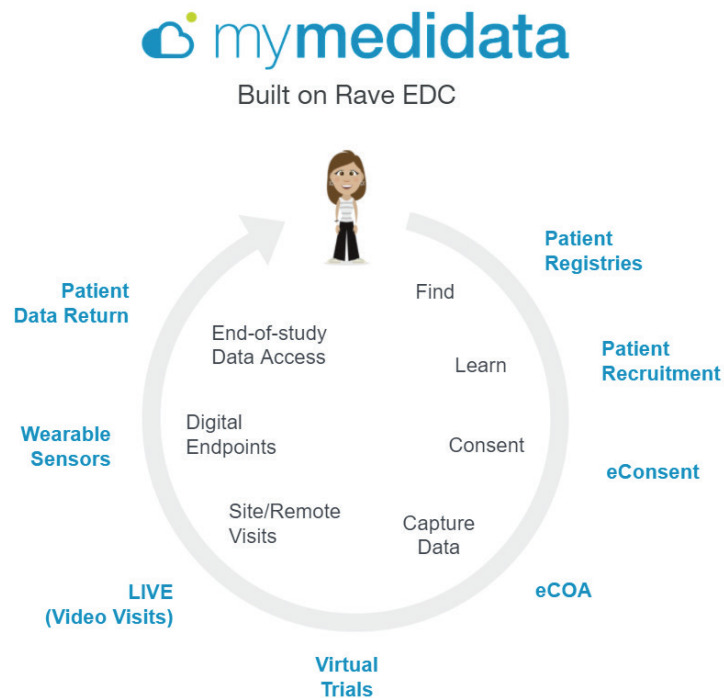 mymedidata
Built on Rave EDC
Patient
Registries
Find
Patient
Data Return
End-of-study
Data Access
Learn
Patient
Recruitment
Wearable
Sensors
Digital
Endpoints
Consent
eConsent
Site/Remote
Visits
Capture
Data
LIVE
(Video Visits)
eCOA
Virtual
Trials